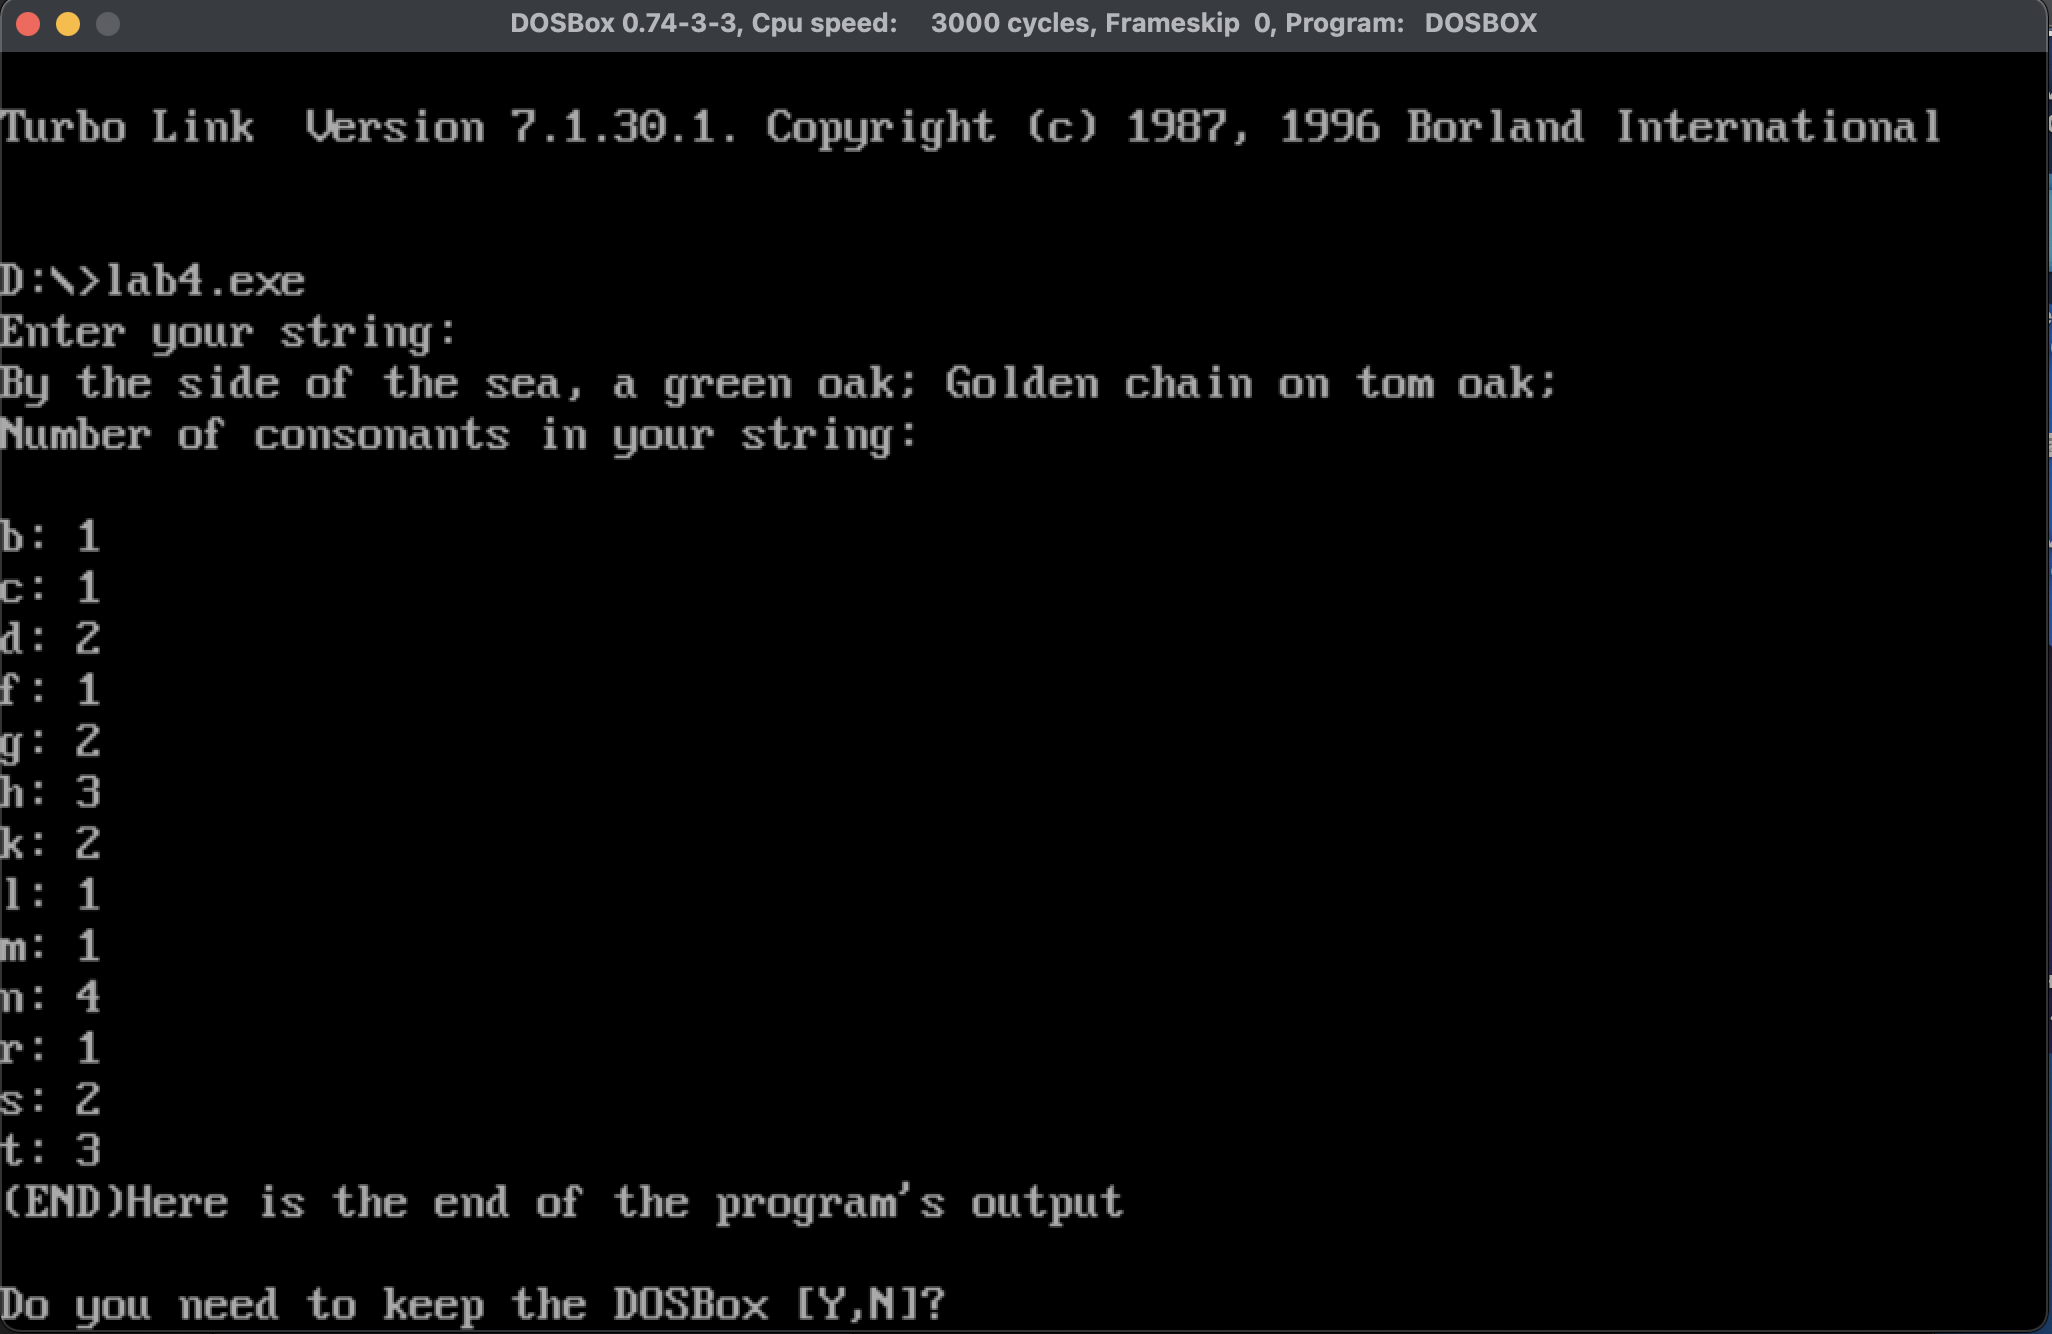 DOSBox 0.74-3-3, Cpu speed: 3000 cycles, Frameskip 0, Program: DOSBOX
Turbo Link  Version 7.1.30.1. Copyright (c) 1987, 1996 Borland International
D:\>lab4.exe
Enter your string:
By the side of the sea, a green oak; Golden chain on tom oak;
Number of consonants in your string:
b: 1
c: 1
d: 2
f: 1
g: 2
h: 3
k: 2
l: 1
m: 1
n: 4
r: 1
s: 2
t: 3
(END)Here is the end of the program's output
Do you need to keep the DOSBox [Y,N]?